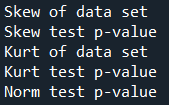 Skew of data set
Skew test p-value
Kurt of data set
Kurt test p-value
Norm test p-value